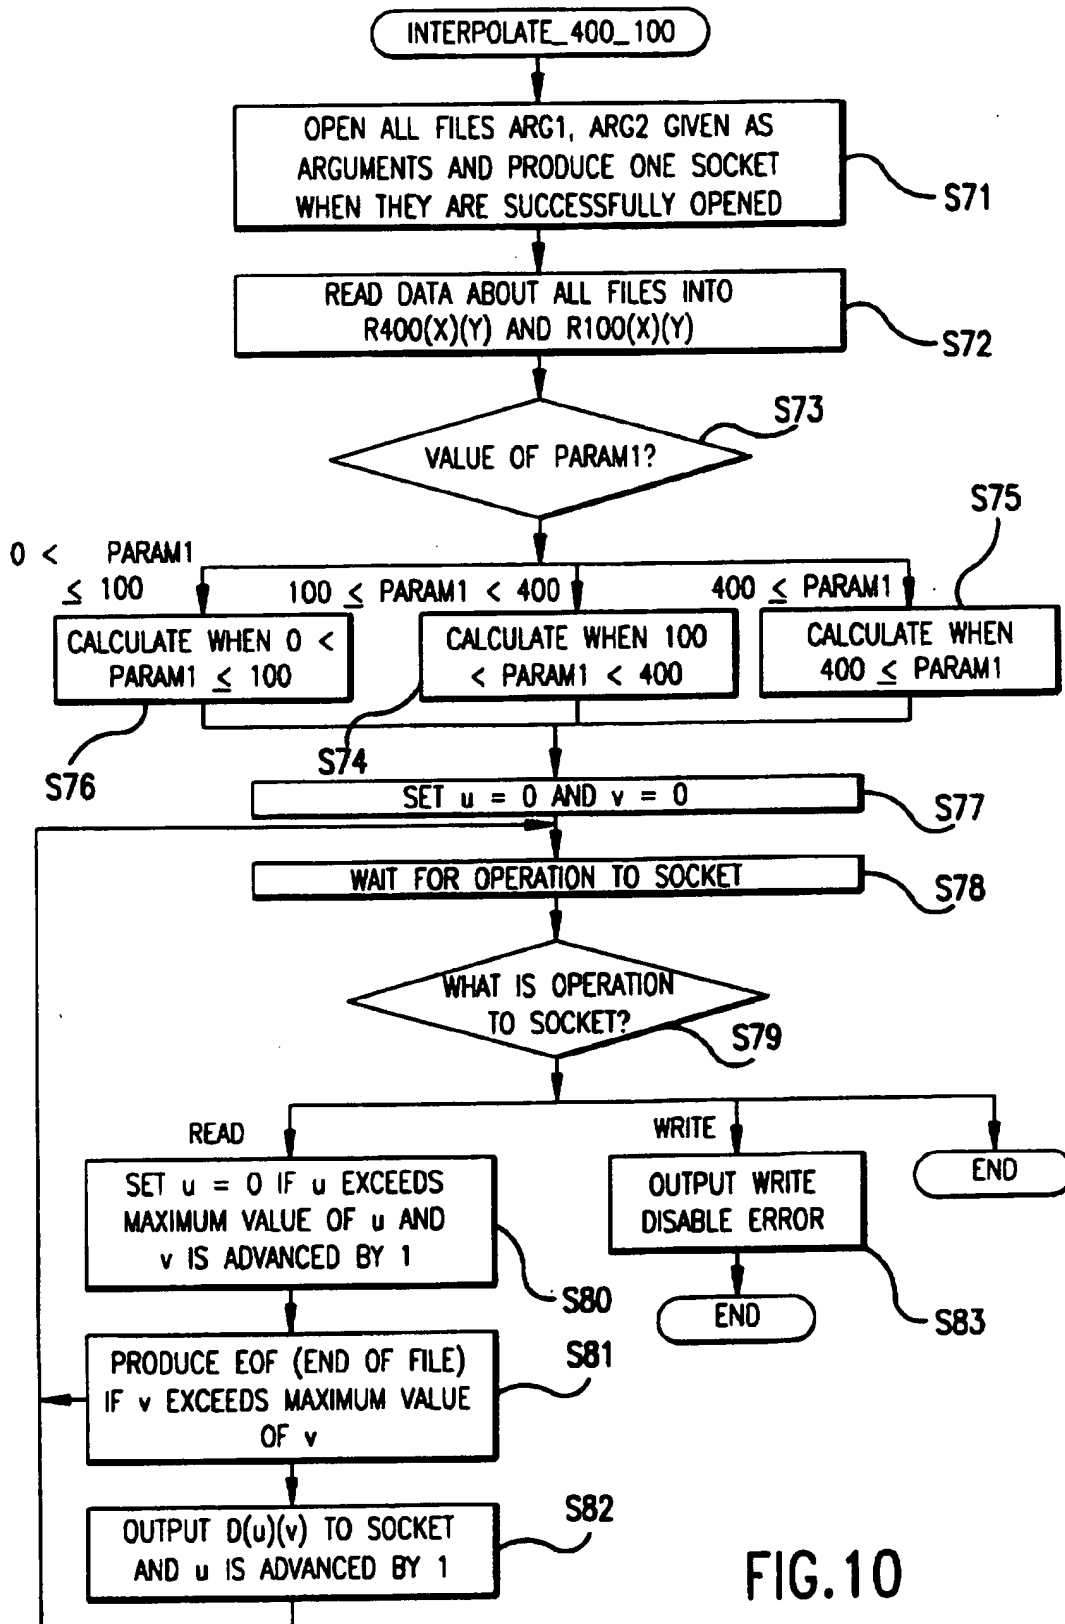 INTERPOLATE_400_100
OPEN ALL FILES ARG1, ARG2 GIVEN AS
ARGUMENTS AND PRODUCE ONE SOCKET
WHEN THEY ARE SUCCESSFULLY OPENED
S71
READ DATA ABOUT ALL FILES INTO
R400(X)(Y) AND R100(X)(Y)
S72
S73
VALUE OF PARAM1?
S75
0 < PARAM1
≤ 100
100 ≤ PARAM1 < 400
400 ≤ PARAM1
CALCULATE WHEN 0 <
PARAM1 ≤ 100
CALCULATE WHEN 100
< PARAM1 < 400
CALCULATE WHEN
400 ≤ PARAM1
S76
S74
SET u = 0 AND v = 0
S77
WAIT FOR OPERATION TO SOCKET
S78
WHAT IS OPERATION
TO SOCKET?
S79
READ
WRITE
END
SET u = 0 IF u EXCEEDS
MAXIMUM VALUE OF u AND
v IS ADVANCED BY 1
S80
OUTPUT WRITE
DISABLE ERROR
S83
END
PRODUCE EOF (END OF FILE)
IF v EXCEEDS MAXIMUM VALUE
OF v
S81
OUTPUT D(u)(v) TO SOCKET
AND u IS ADVANCED BY 1
S82
FIG.10